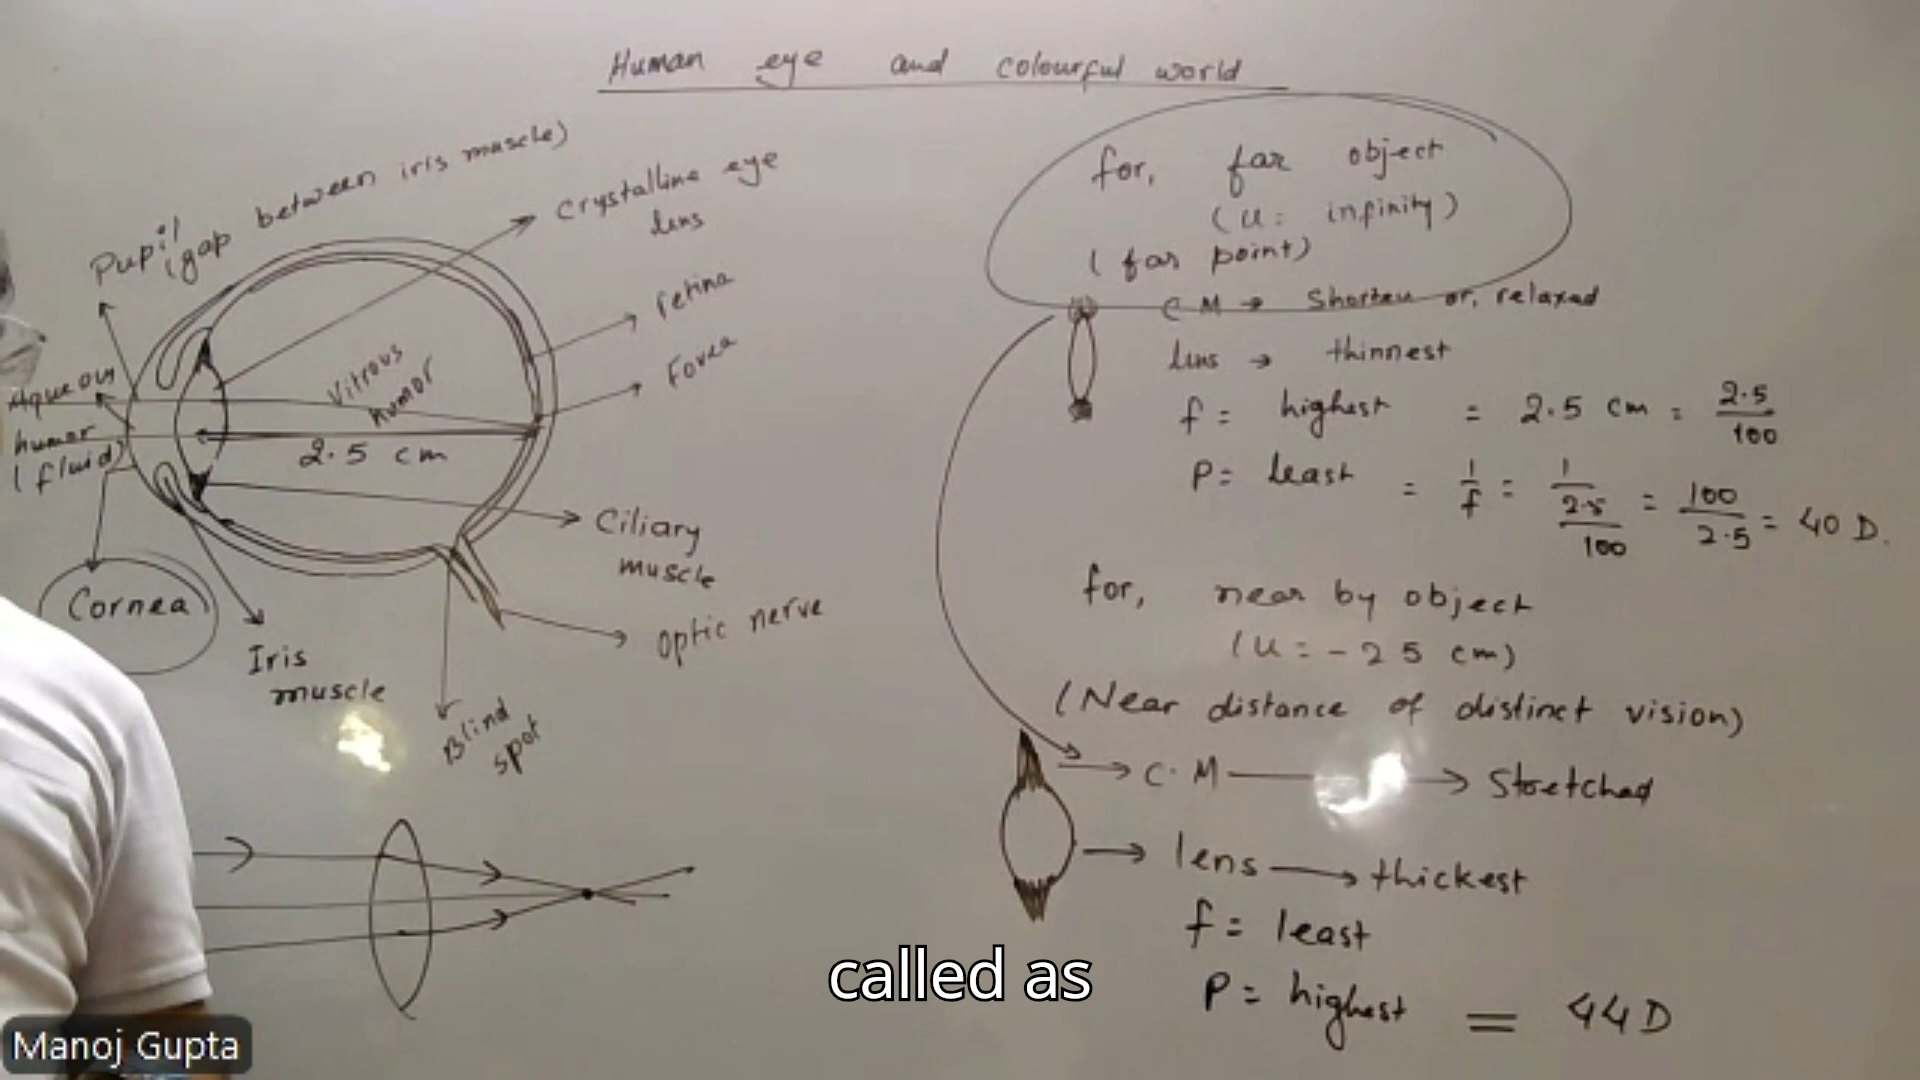 Human eye and colourful world
Pupil
(gap between iris muscle)
Crystalline eye
lens
retina
Fovea
Aqueous
humor
(fluid)
Vitrous
humor
2.5 cm
Ciliary
muscle
Cornea
Iris
muscle
Optic nerve
Blind
spot
for, far object
(u = infinity)
(far point)
C M → Shorten or, relaxed
lens → thinnest
f = highest = 2.5 cm = 2.5/100
P = least = 1/f = 1/(2.5/100) = 100/2.5 = 40 D.
for, near by object
(u = - 25 cm)
(Near distance of distinct vision)
→ C.M → Stretched
→ lens → thickest
f = least
P = highest = 44 D
called as
Manoj Gupta